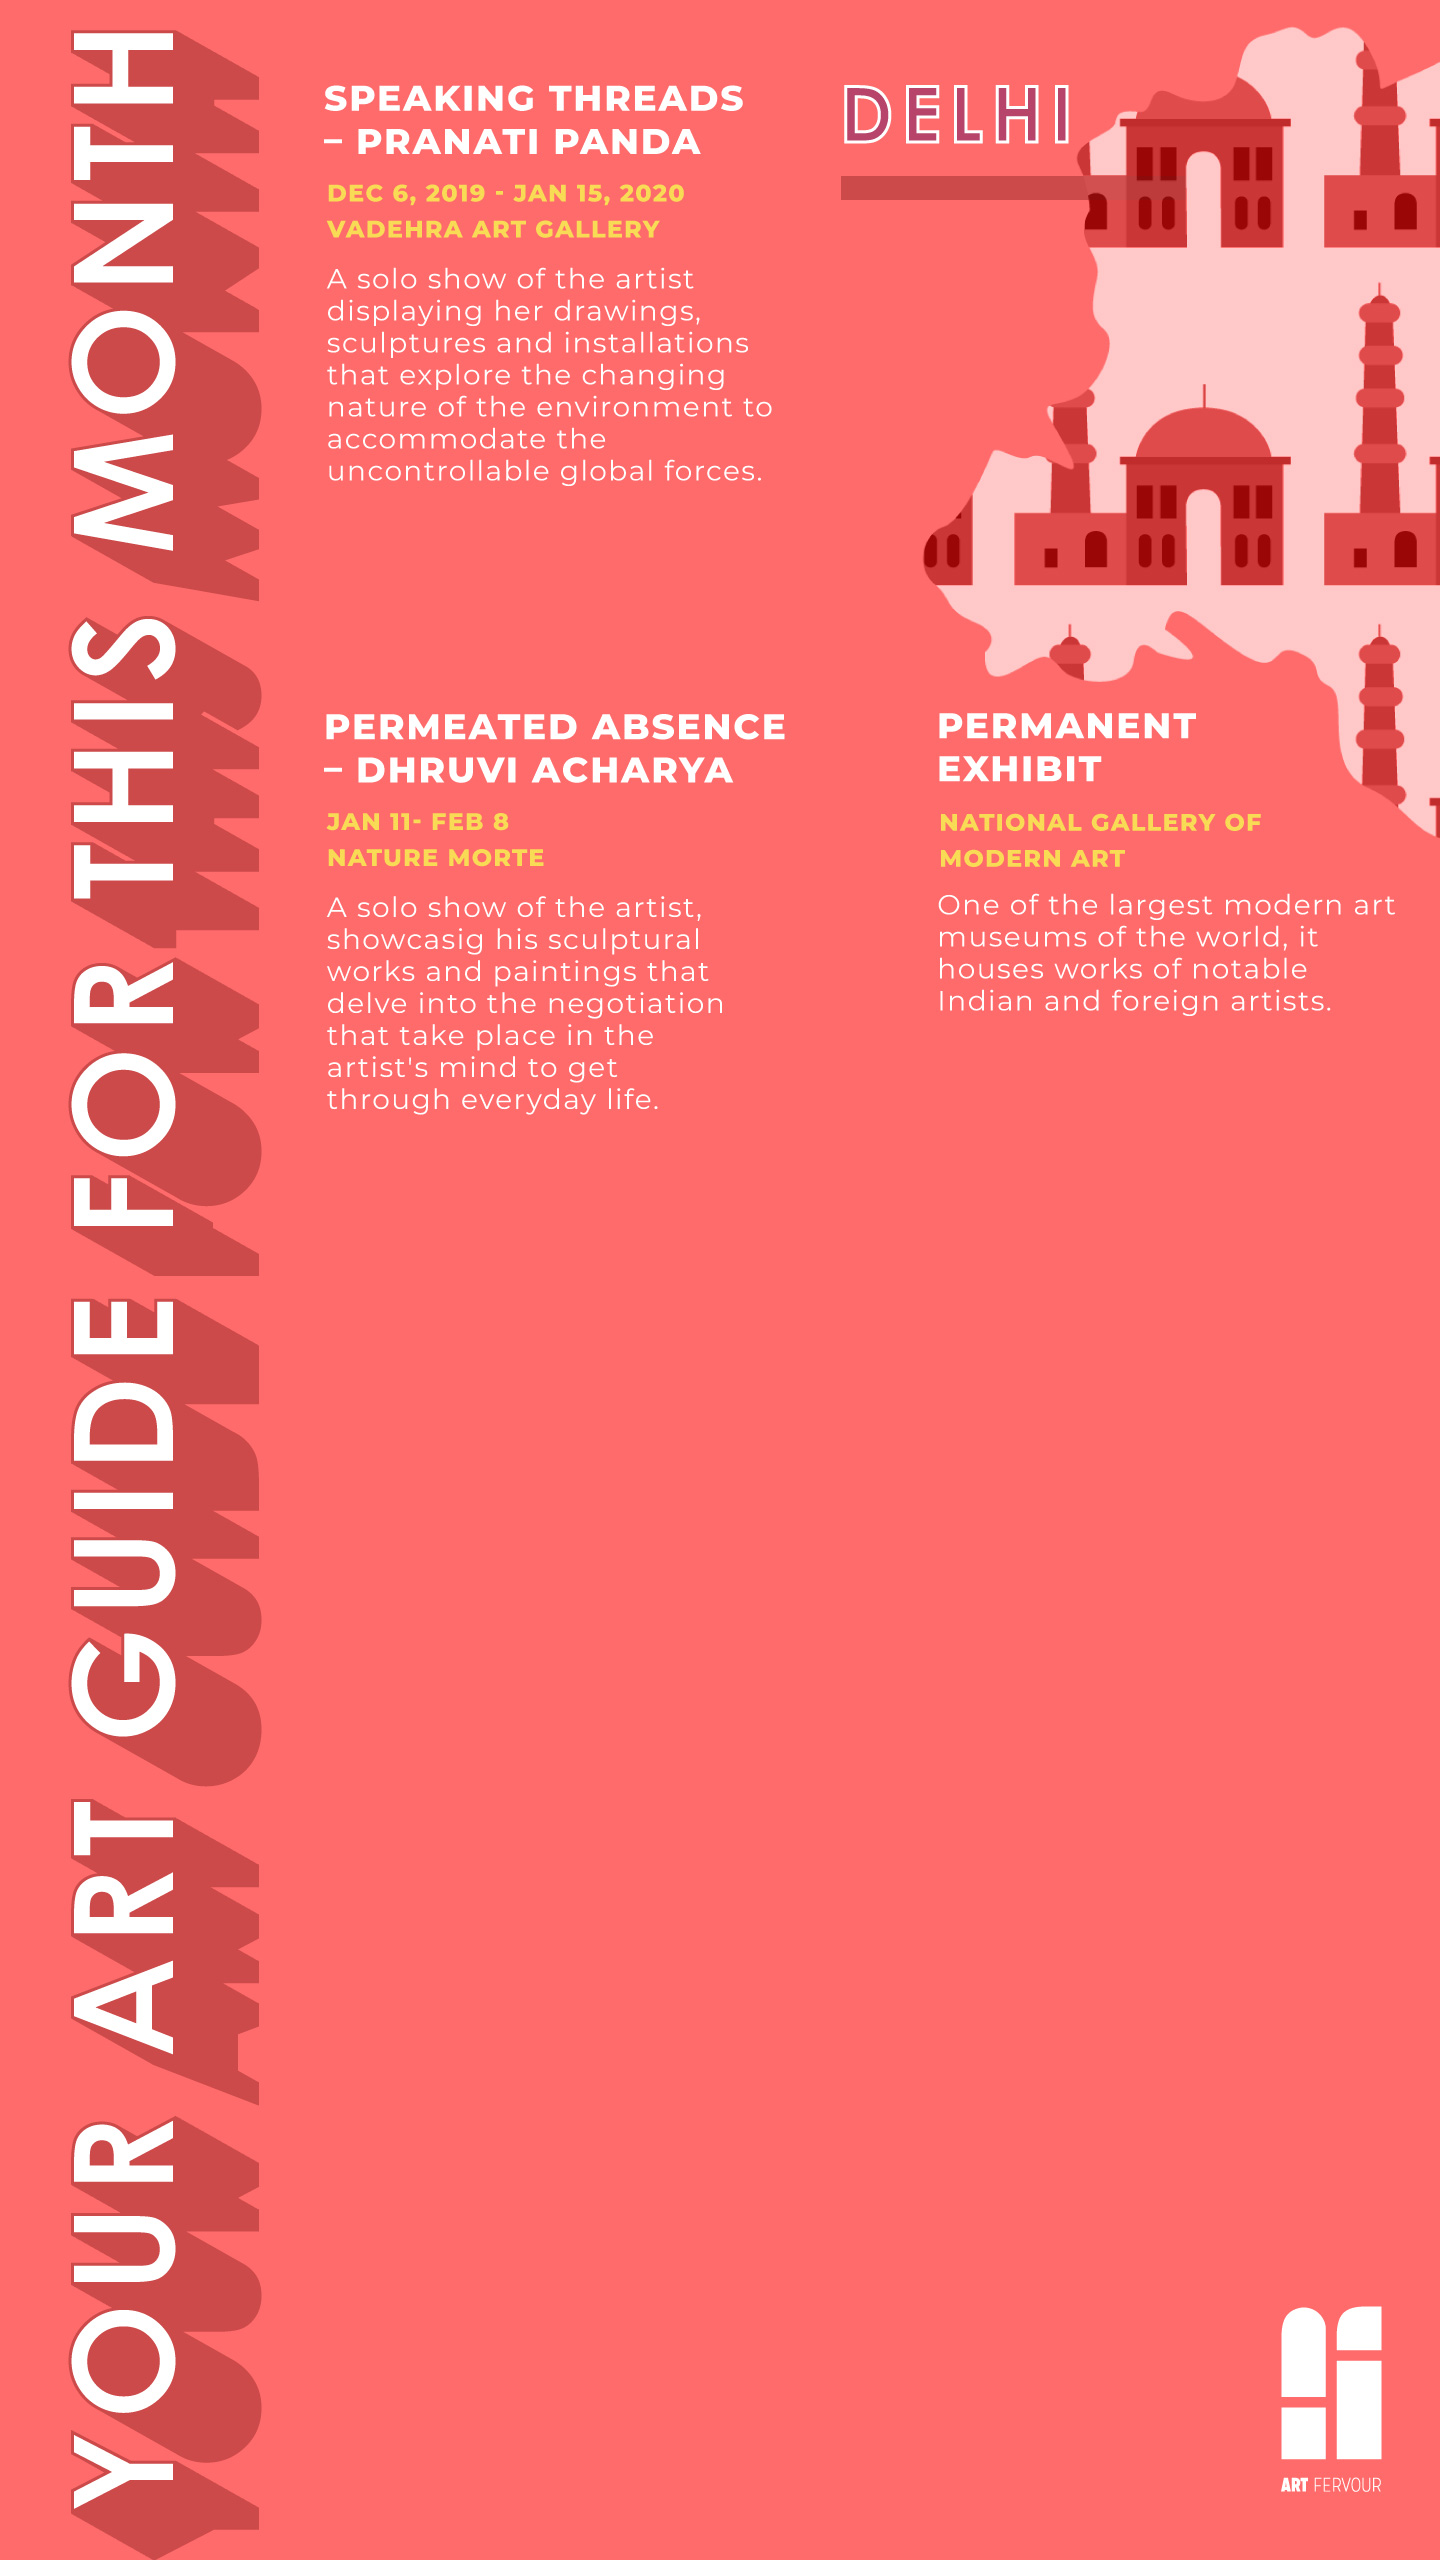 YOUR ART GUIDE FOR THIS MONTH
DELHI
SPEAKING THREADS
– PRANATI PANDA
DEC 6, 2019 - JAN 15, 2020
VADEHRA ART GALLERY
A solo show of the artist
displaying her drawings,
sculptures and installations
that explore the changing
nature of the environment to
accommodate the
uncontrollable global forces.
PERMEATED ABSENCE
– DHRUVI ACHARYA
JAN 11- FEB 8
NATURE MORTE
A solo show of the artist,
showcasig his sculptural
works and paintings that
delve into the negotiation
that take place in the
artist's mind to get
through everyday life.
PERMANENT
EXHIBIT
NATIONAL GALLERY OF
MODERN ART
One of the largest modern art
museums of the world, it
houses works of notable
Indian and foreign artists.
ART FERVOUR